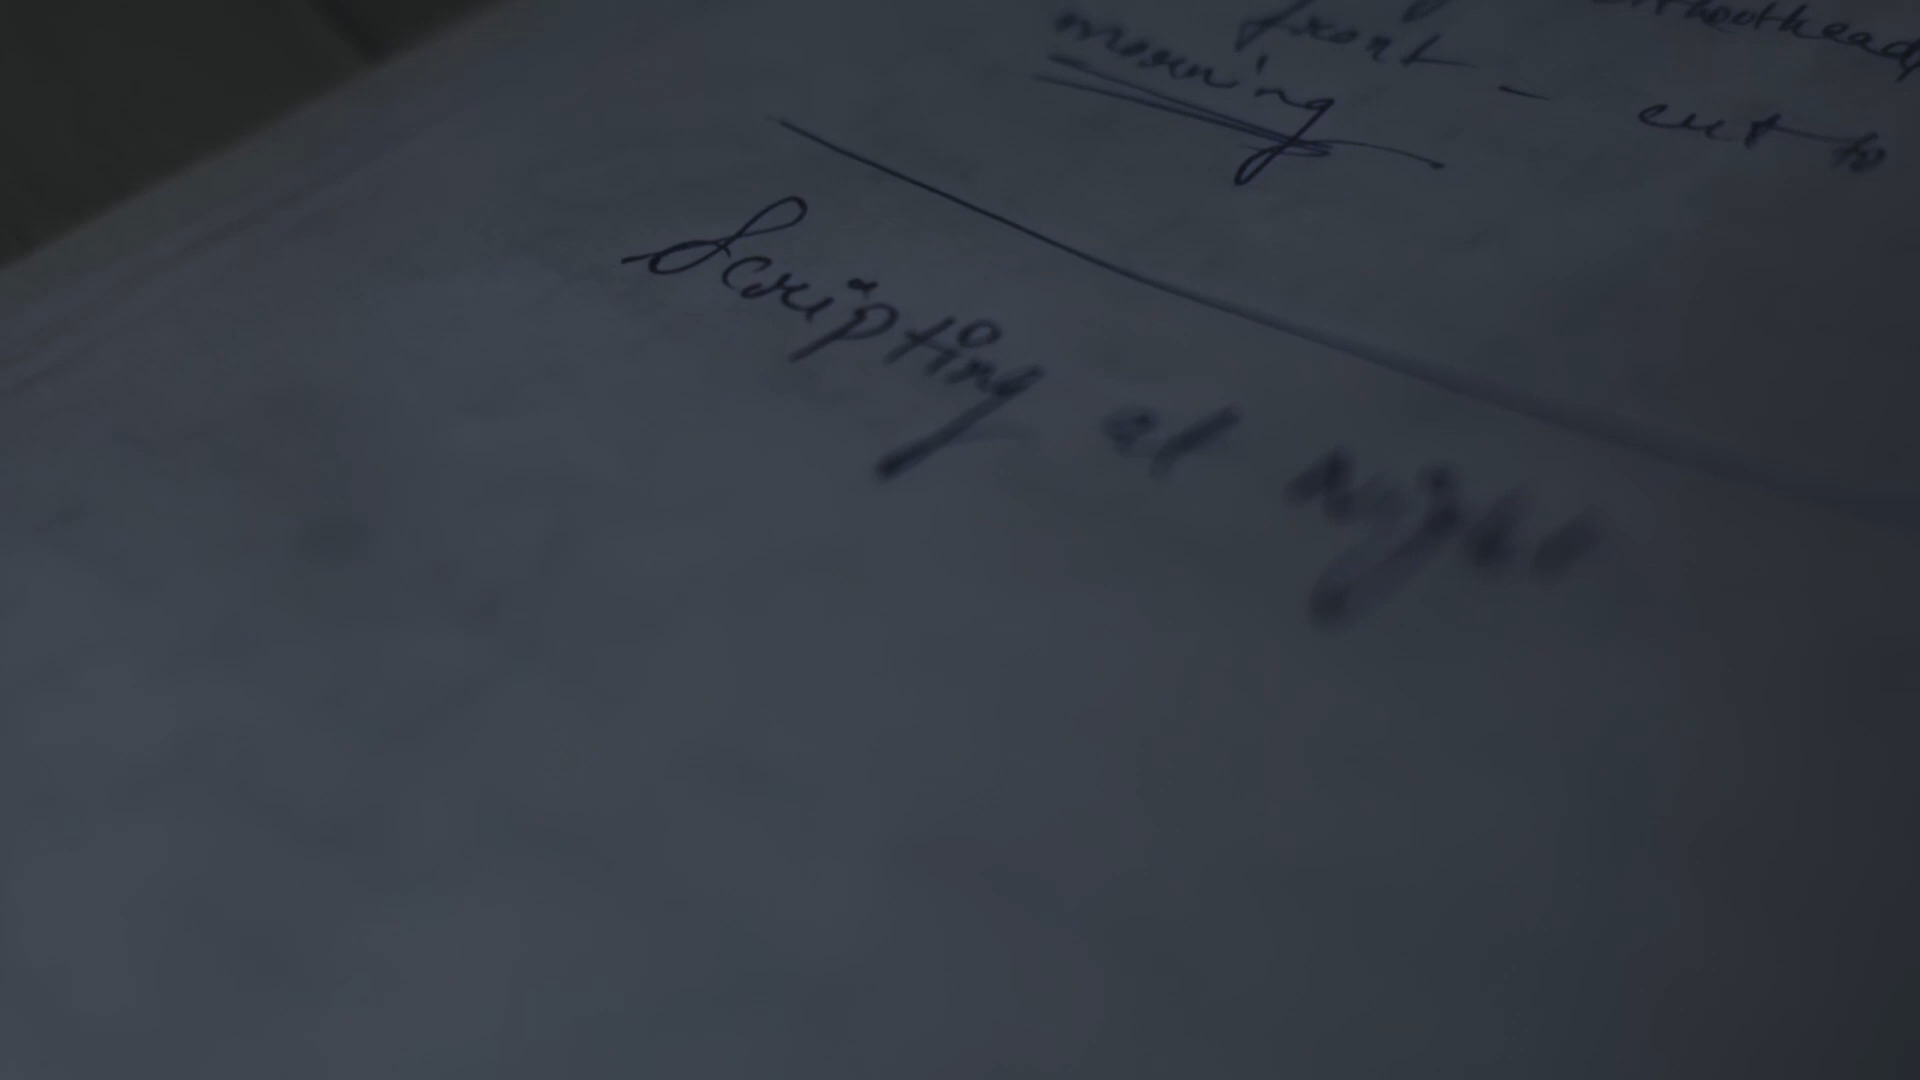 front - cut to
morning
Scripting at night